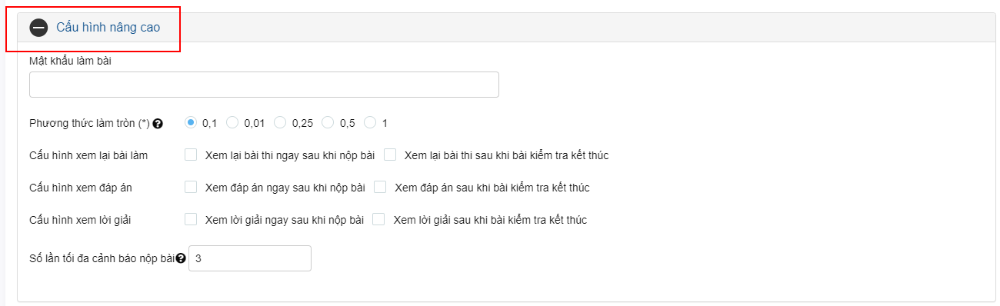 Cấu hình nâng cao
Mật khẩu làm bài
Phương thức làm tròn (*) 0,1 0,01 0,25 0,5 1
Cấu hình xem lại bài làm Xem lại bài thi ngay sau khi nộp bài Xem lại bài thi sau khi bài kiểm tra kết thúc
Cấu hình xem đáp án Xem đáp án ngay sau khi nộp bài Xem đáp án sau khi bài kiểm tra kết thúc
Cấu hình xem lời giải Xem lời giải ngay sau khi nộp bài Xem lời giải sau khi bài kiểm tra kết thúc
Số lần tối đa cảnh báo nộp bài 3